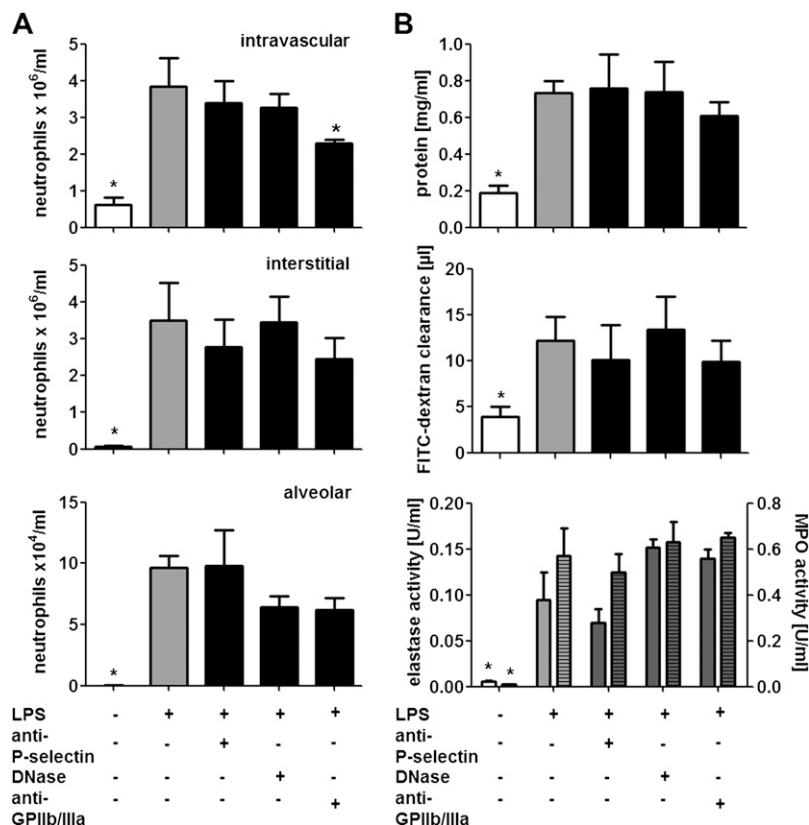 A
B
intravascular
neutrophils x 10⁶/ml
5
4
3
2
1
0
*
*
protein [mg/ml]
1.0
0.8
0.6
0.4
0.2
0.0
*
interstitial
neutrophils x 10⁶/ml
5
4
3
2
1
0
*
FITC-dextran clearance [µl]
20
15
10
5
0
*
alveolar
neutrophils x10⁴/ml
15
10
5
0
*
elastase activity [U/ml]
0.20
0.15
0.10
0.05
0.00
* *
MPO activity [U/ml]
0.8
0.6
0.4
0.2
0.0
LPS - + + + +
anti-P-selectin - - + - -
DNase - - - + -
anti-GPIIb/IIIa - - - - +
LPS - + + + +
anti-P-selectin - - + - -
DNase - - - + -
anti-GPIIb/IIIa - - - - +